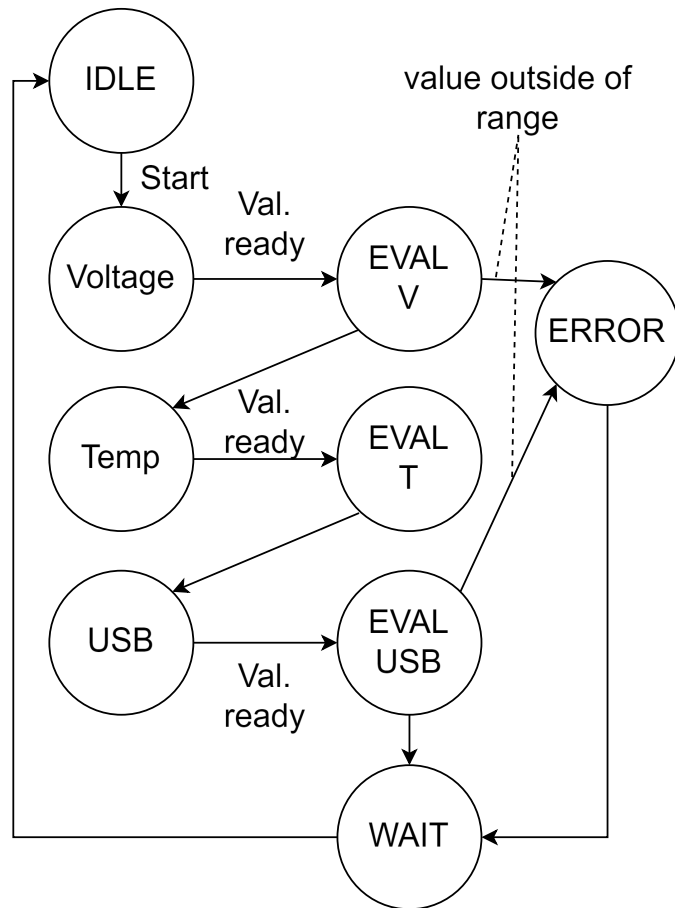 IDLE
value outside of
range
Start
Val.
ready
Voltage
EVAL
V
ERROR
Val.
ready
Temp
EVAL
T
USB
EVAL
USB
Val.
ready
WAIT